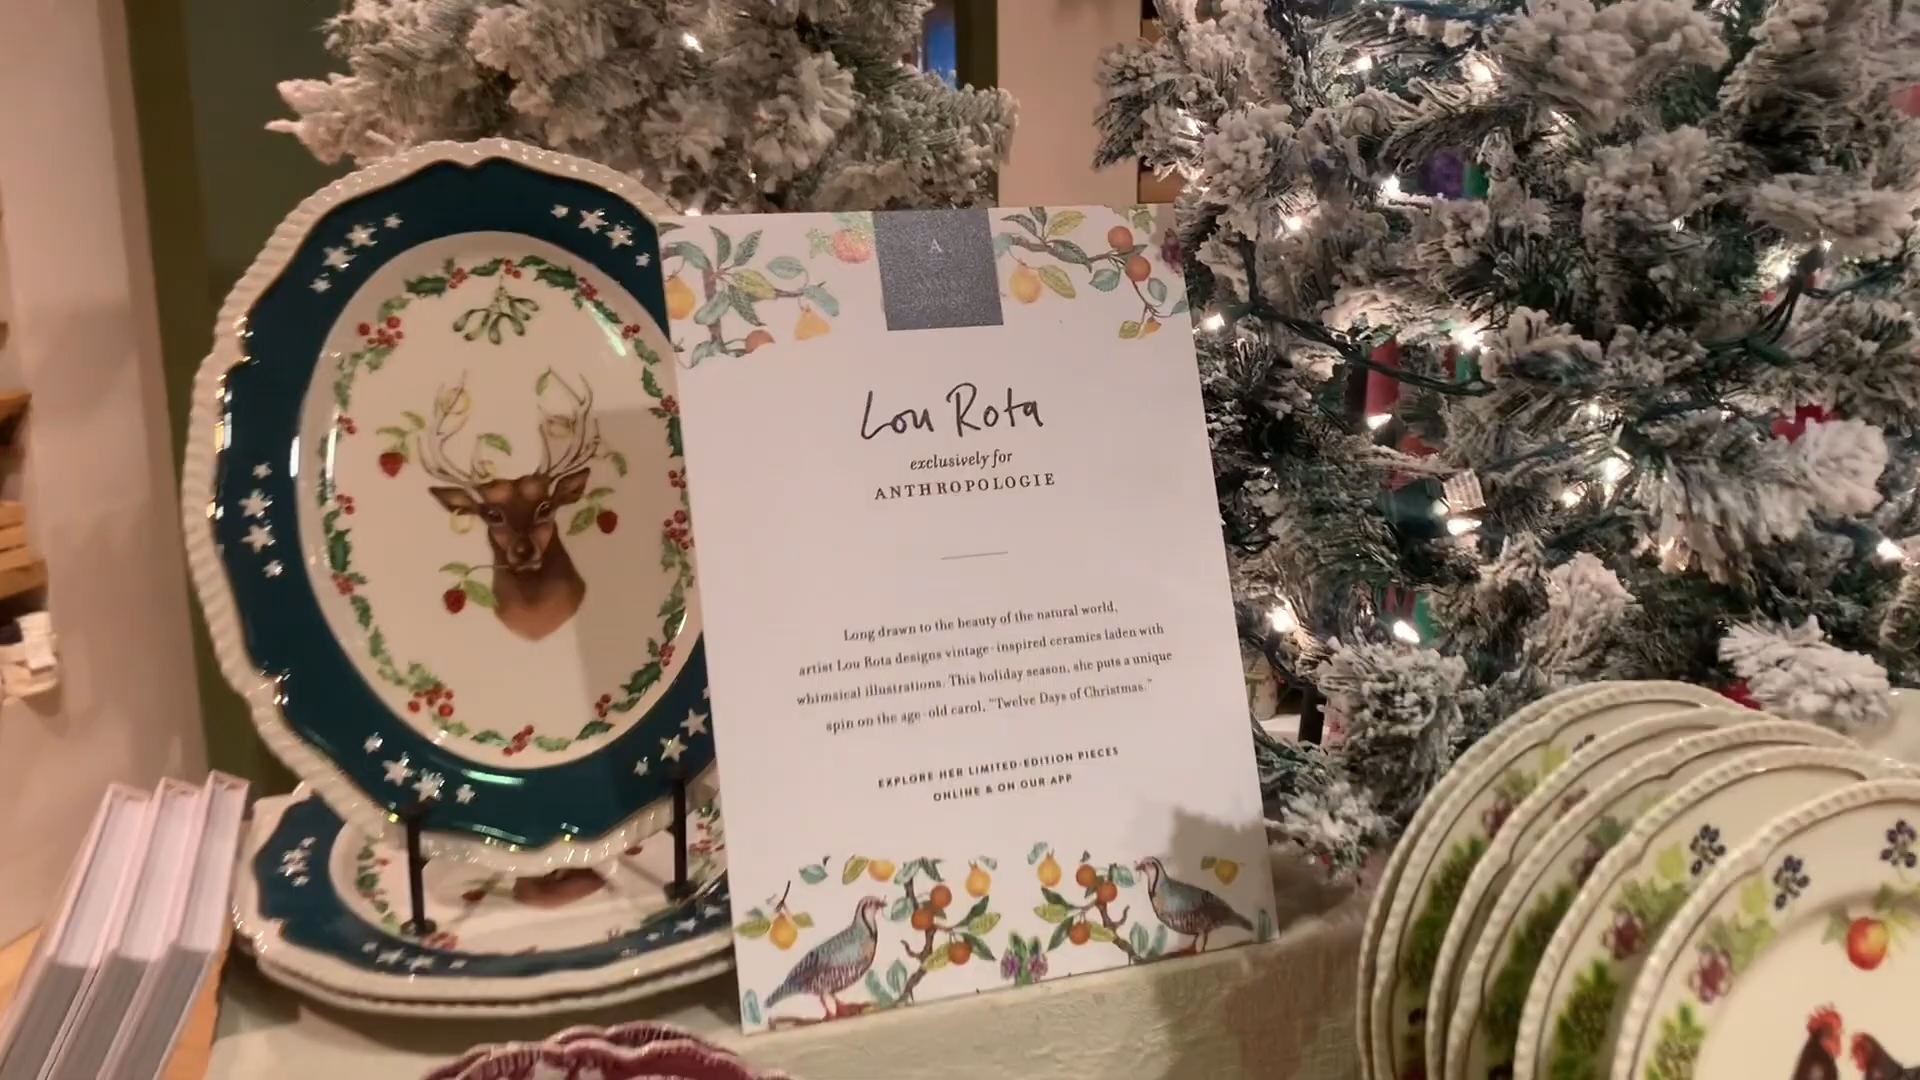 A
Lou Rota
exclusively for
ANTHROPOLOGIE
Long drawn to the beauty of the natural world,
artist Lou Rota designs vintage-inspired ceramics laden with
whimsical illustrations. This holiday season, she puts a unique
spin on the age-old carol, "Twelve Days of Christmas."
EXPLORE HER LIMITED-EDITION PIECES
ONLINE & ON OUR APP